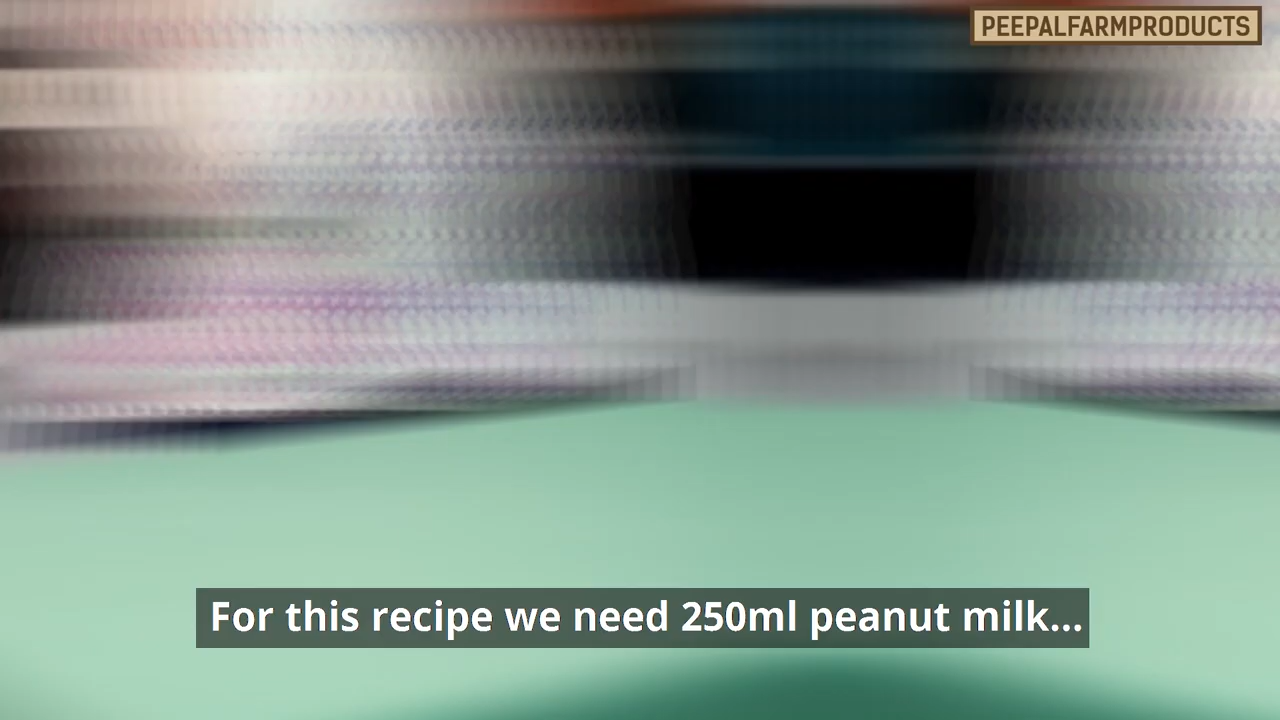 PEEPALFARMPRODUCTS
For this recipe we need 250ml peanut milk...